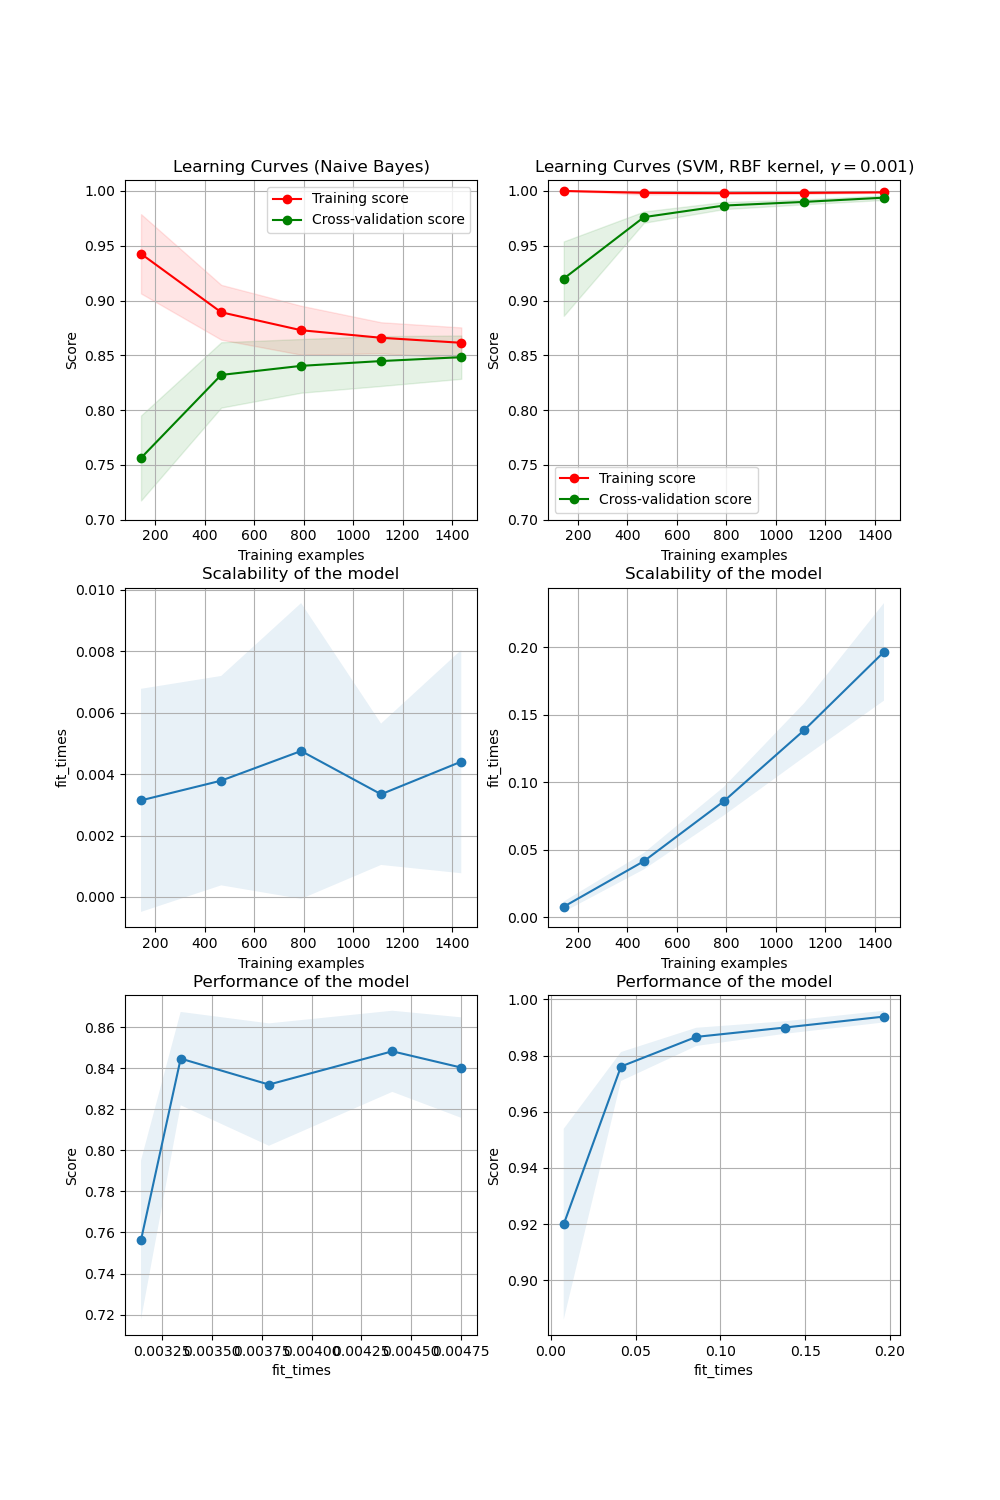 Learning Curves (Naive Bayes)
1.00
0.95
0.90
0.85
0.80
0.75
0.70
Score
Training score
Cross-validation score
200 400 600 800 1000 1200 1400
Training examples
Learning Curves (SVM, RBF kernel, γ = 0.001)
1.00
0.95
0.90
0.85
0.80
0.75
0.70
Score
Training score
Cross-validation score
200 400 600 800 1000 1200 1400
Training examples
Scalability of the model
0.010
0.008
0.006
0.004
0.002
0.000
fit_times
200 400 600 800 1000 1200 1400
Training examples
Scalability of the model
0.20
0.15
0.10
0.05
0.00
fit_times
200 400 600 800 1000 1200 1400
Training examples
Performance of the model
0.86
0.84
0.82
0.80
0.78
0.76
0.74
0.72
Score
0.00325 0.00350 0.00375 0.00400 0.00425 0.00450 0.00475
fit_times
Performance of the model
1.00
0.98
0.96
0.94
0.92
0.90
Score
0.00 0.05 0.10 0.15 0.20
fit_times